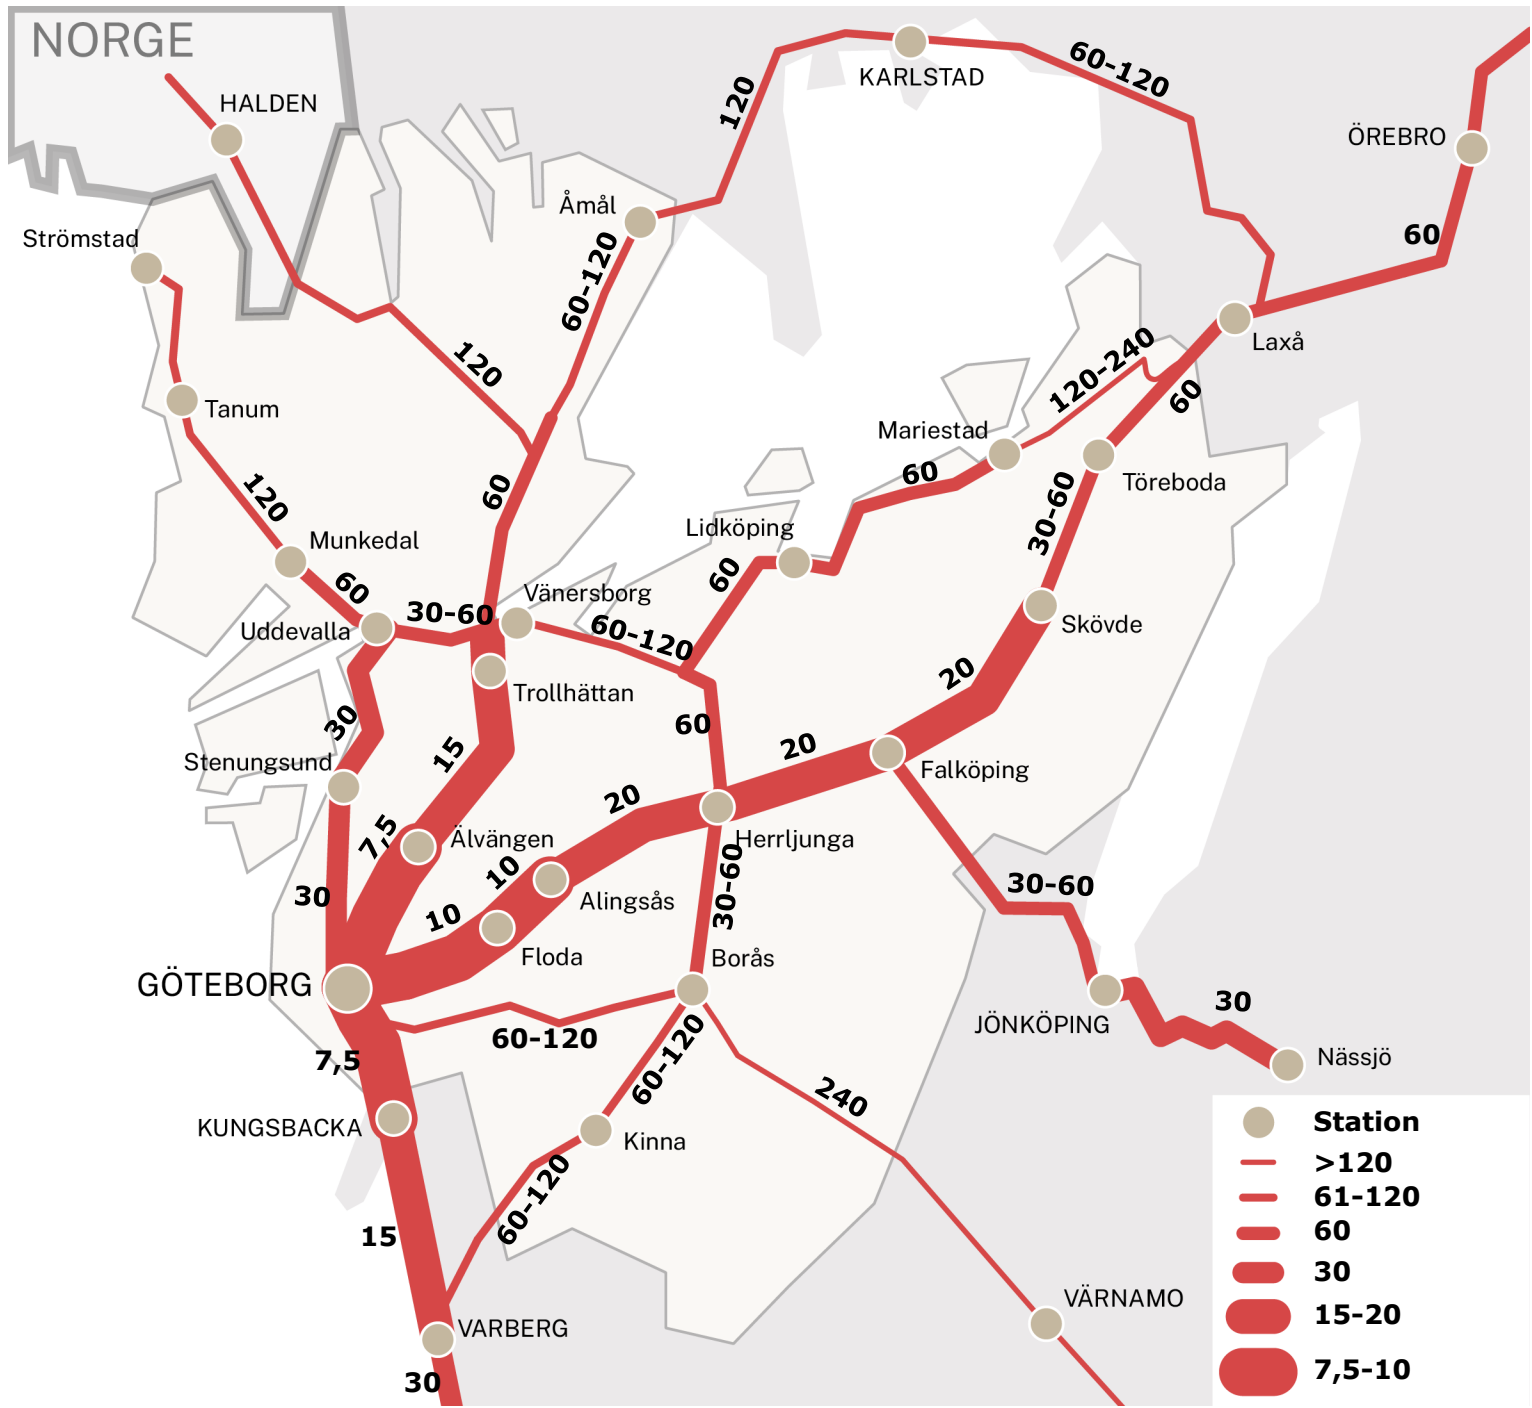 NORGE
HALDEN
KARLSTAD
60-120
120
ÖREBRO
Åmål
Strömstad
60
60-120
Laxå
120
120-240
60
Tanum
Mariestad
60
Töreboda
120
60
30-60
Lidköping
Munkedal
60
60
30-60
Vänersborg
Uddevalla
60-120
Skövde
20
Trollhättan
30
60
15
20
Stenungsund
Falköping
20
7,5
Älvängen
Herrljunga
10
30-60
30-60
30
Alingsås
10
Floda
Borås
GÖTEBORG
30
60-120
JÖNKÖPING
7,5
Nässjö
60-120
240
KUNGSBACKA
Kinna
60-120
15
VÄRNAMO
VARBERG
30
Station
>120
61-120
60
30
15-20
7,5-10